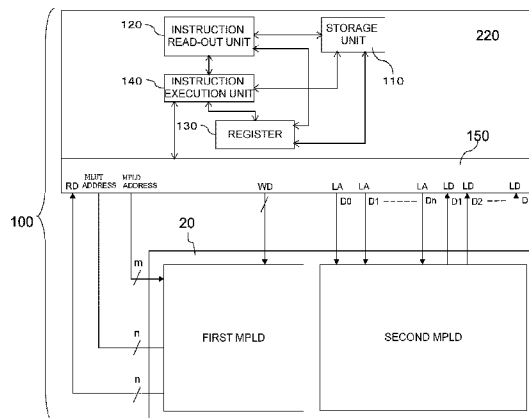 120
INSTRUCTION
READ-OUT UNIT
STORAGE
UNIT
220
110
140
INSTRUCTION
EXECUTION UNIT
130
REGISTER
150
RD
MLUT
ADDRESS
MPLD
ADDRESS
WD
LA
LA
LA
LD
LD
D0
D1
Dn
D1
D2
D
100
20
m
n
n
FIRST MPLD
SECOND MPLD